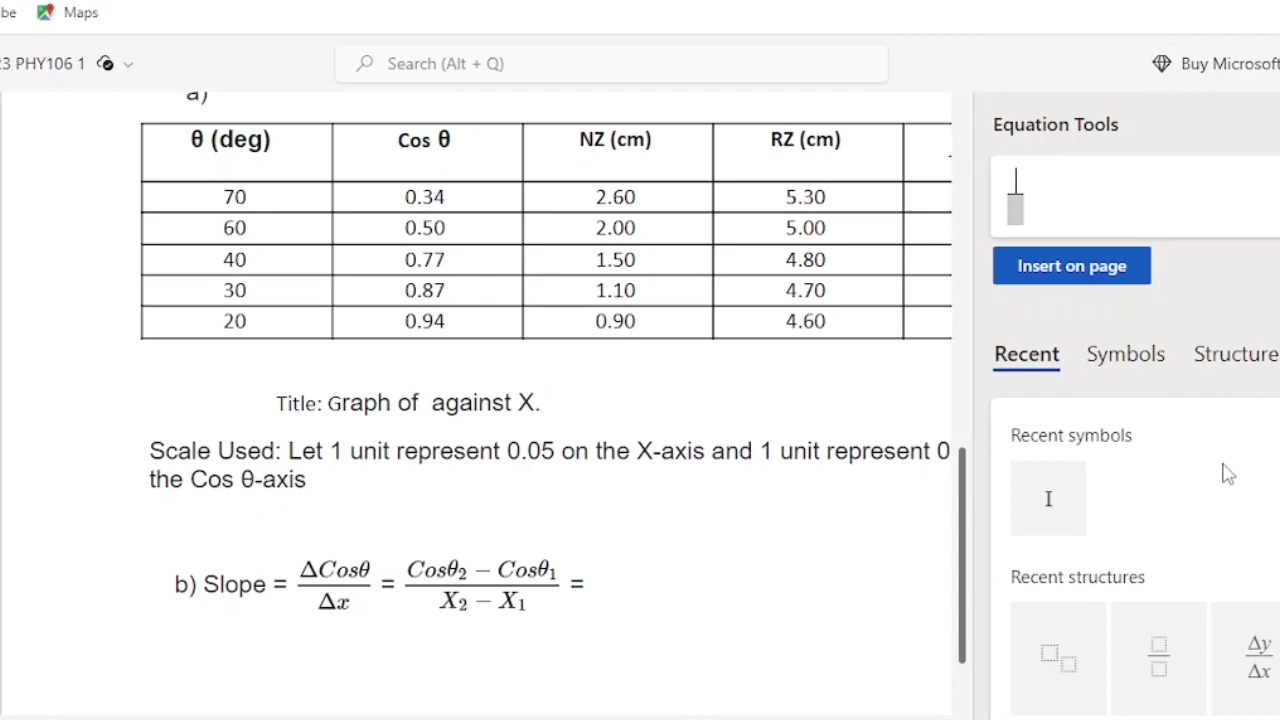 be Maps
23 PHY106 1
Search (Alt + Q)
Buy Microsoft
a)
θ (deg) Cos θ NZ (cm) RZ (cm)
70 0.34 2.60 5.30
60 0.50 2.00 5.00
40 0.77 1.50 4.80
30 0.87 1.10 4.70
20 0.94 0.90 4.60
Title: Graph of against X.
Scale Used: Let 1 unit represent 0.05 on the X-axis and 1 unit represent 0
the Cos θ-axis
b) Slope = ΔCosθ / Δx = Cosθ₂ − Cosθ₁ / X₂ − X₁ =
Equation Tools
Insert on page
Recent Symbols Structure
Recent symbols
I
Recent structures
Δy
Δx